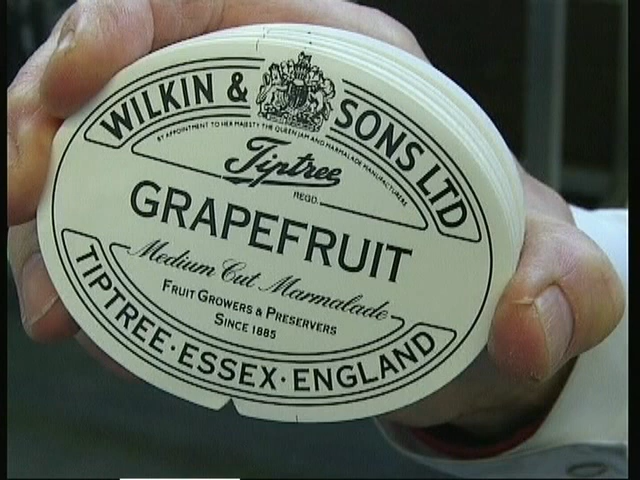 WILKIN & SONS LTD
BY APPOINTMENT TO HER MAJESTY THE QUEEN JAM AND MARMALADE MANUFACTURERS
Tiptree
REGD.
GRAPEFRUIT
Medium Cut Marmalade
FRUIT GROWERS & PRESERVERS
SINCE 1885
TIPTREE · ESSEX · ENGLAND